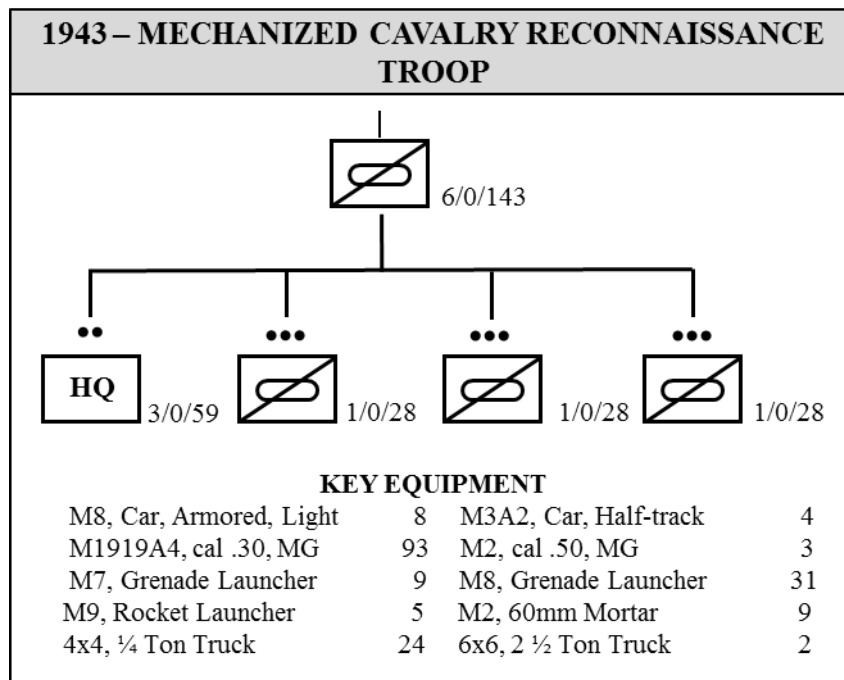 1943 – MECHANIZED CAVALRY RECONNAISSANCE
TROOP
6/0/143
HQ
3/0/59
1/0/28
1/0/28
1/0/28
KEY EQUIPMENT
M8, Car, Armored, Light 8 M3A2, Car, Half-track 4
M1919A4, cal .30, MG 93 M2, cal .50, MG 3
M7, Grenade Launcher 9 M8, Grenade Launcher 31
M9, Rocket Launcher 5 M2, 60mm Mortar 9
4x4, ¼ Ton Truck 24 6x6, 2 ½ Ton Truck 2